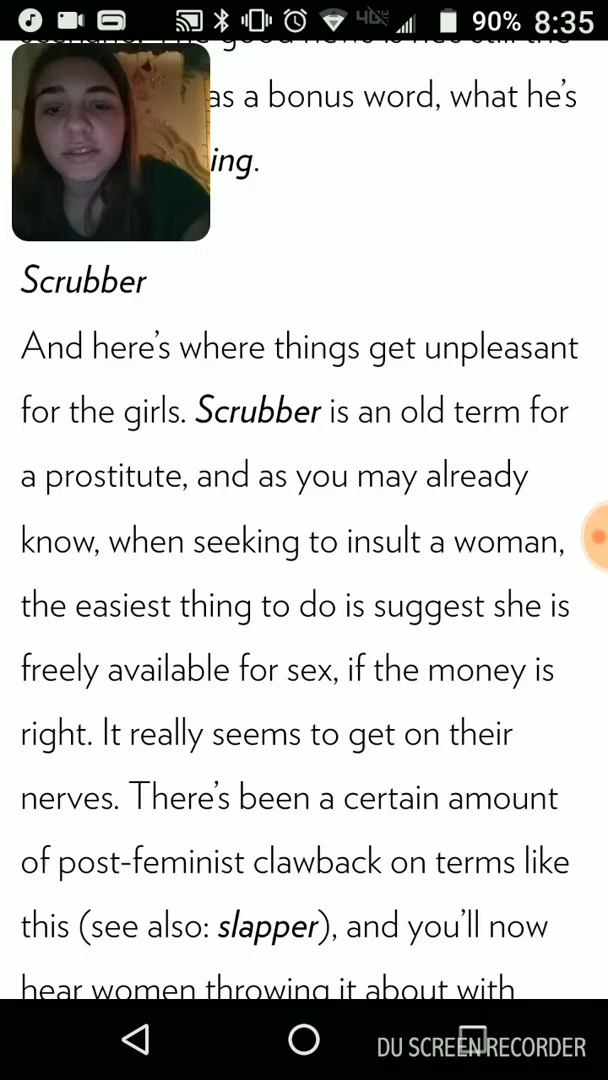 90% 8:35
as a bonus word, what he's
ing.
Scrubber
And here's where things get unpleasant
for the girls. Scrubber is an old term for
a prostitute, and as you may already
know, when seeking to insult a woman,
the easiest thing to do is suggest she is
freely available for sex, if the money is
right. It really seems to get on their
nerves. There's been a certain amount
of post-feminist clawback on terms like
this (see also: slapper), and you'll now
hear women throwing it about with
DU SCREEN RECORDER